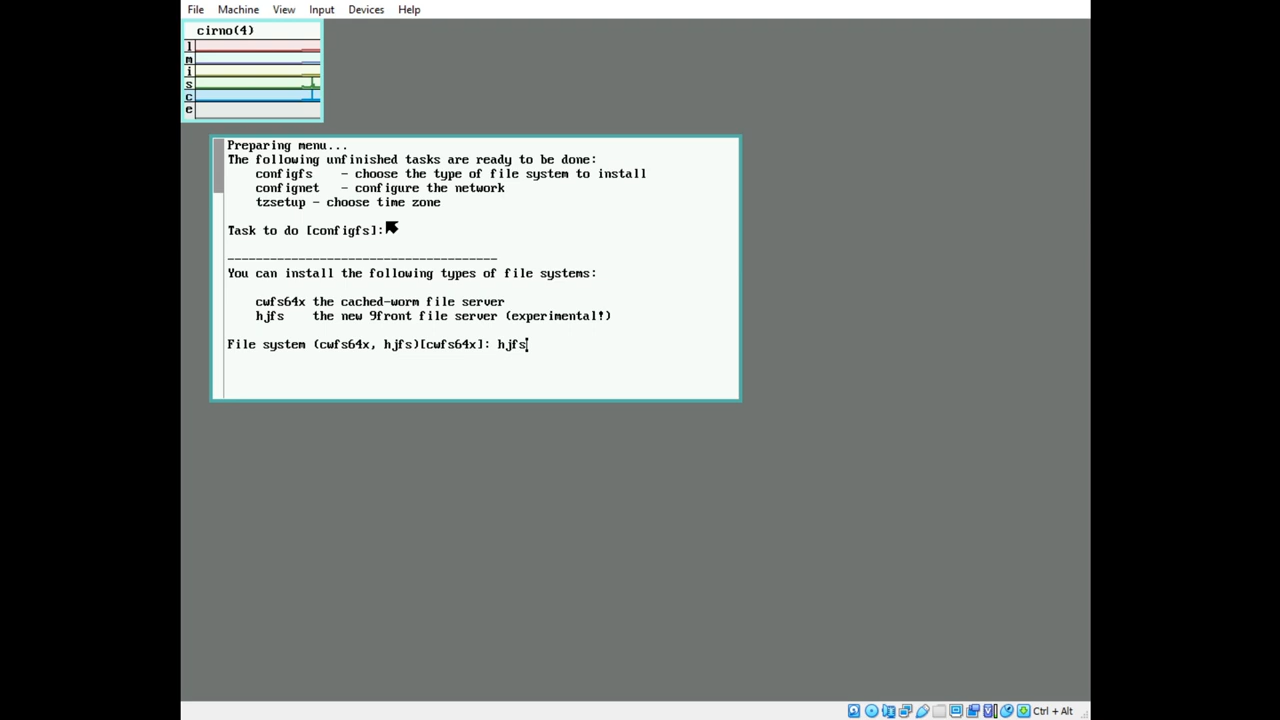 File Machine View Input Devices Help
cirno(4)
l
m
i
s
c
e
Preparing menu...
The following unfinished tasks are ready to be done:
configfs - choose the type of file system to install
confignet - configure the network
tzsetup - choose time zone
Task to do [configfs]:
----------------------------------------
You can install the following types of file systems:
cwfs64x the cached-worm file server
hjfs the new 9front file server (experimental!)
File system (cwfs64x, hjfs)[cwfs64x]: hjfs
Ctrl + Alt